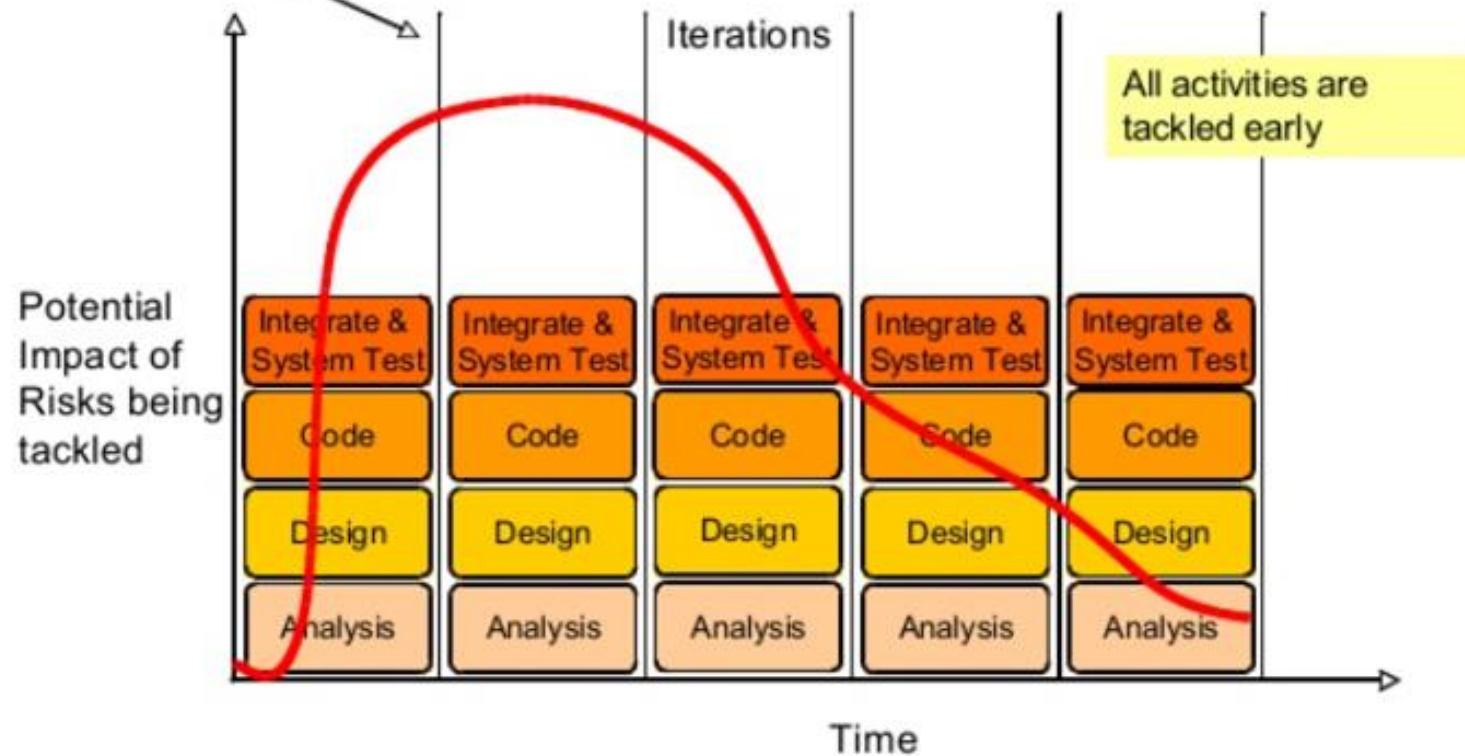 Iterations
All activities are
tackled early
Potential
Impact of
Risks being
tackled
Integrate &
System Test
Integrate &
System Test
Integrate &
System Test
Integrate &
System Test
Integrate &
System Test
Code
Code
Code
Code
Code
Design
Design
Design
Design
Design
Analysis
Analysis
Analysis
Analysis
Analysis
Time